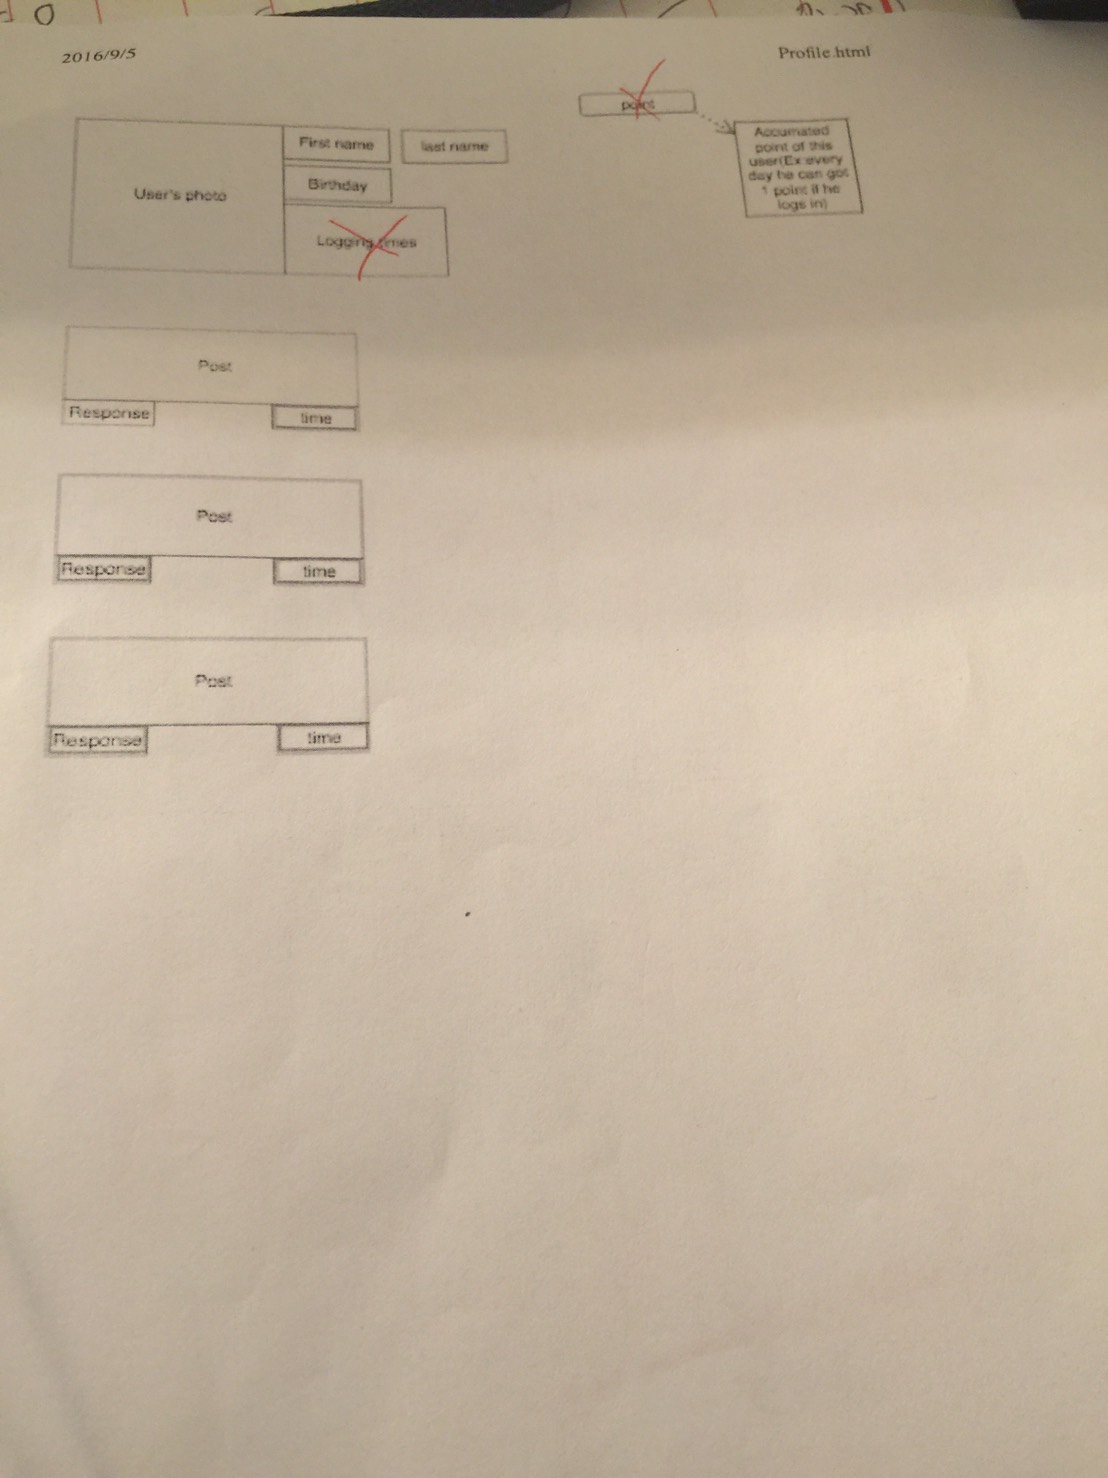 2016/9/5
Profile.html
point
Accumated
point of this
user(Ex every
day he can got
1 point if he
logs in)
First name
last name
User's photo
Birthday
Logging times
Post
Response
time
Post
Response
time
Post
Response
time